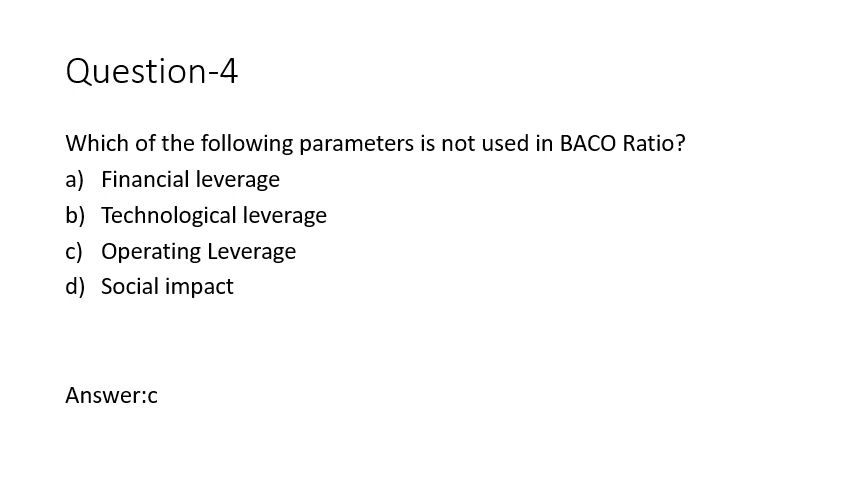 Question-4
Which of the following parameters is not used in BACO Ratio?
a) Financial leverage
b) Technological leverage
c) Operating Leverage
d) Social impact
Answer:c